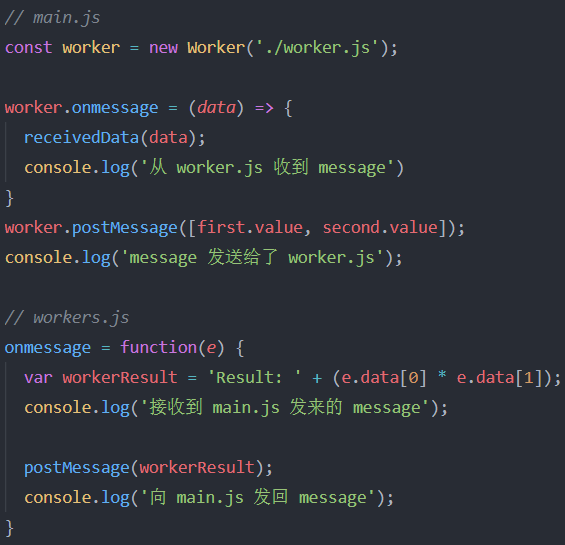 // main.js
const worker = new Worker('./worker.js');
worker.onmessage = (data) => {
receivedData(data);
console.log('从 worker.js 收到 message')
}
worker.postMessage([first.value, second.value]);
console.log('message 发送给了 worker.js');
// workers.js
onmessage = function(e) {
var workerResult = 'Result: ' + (e.data[0] * e.data[1]);
console.log('接收到 main.js 发来的 message');
postMessage(workerResult);
console.log('向 main.js 发回 message');
}